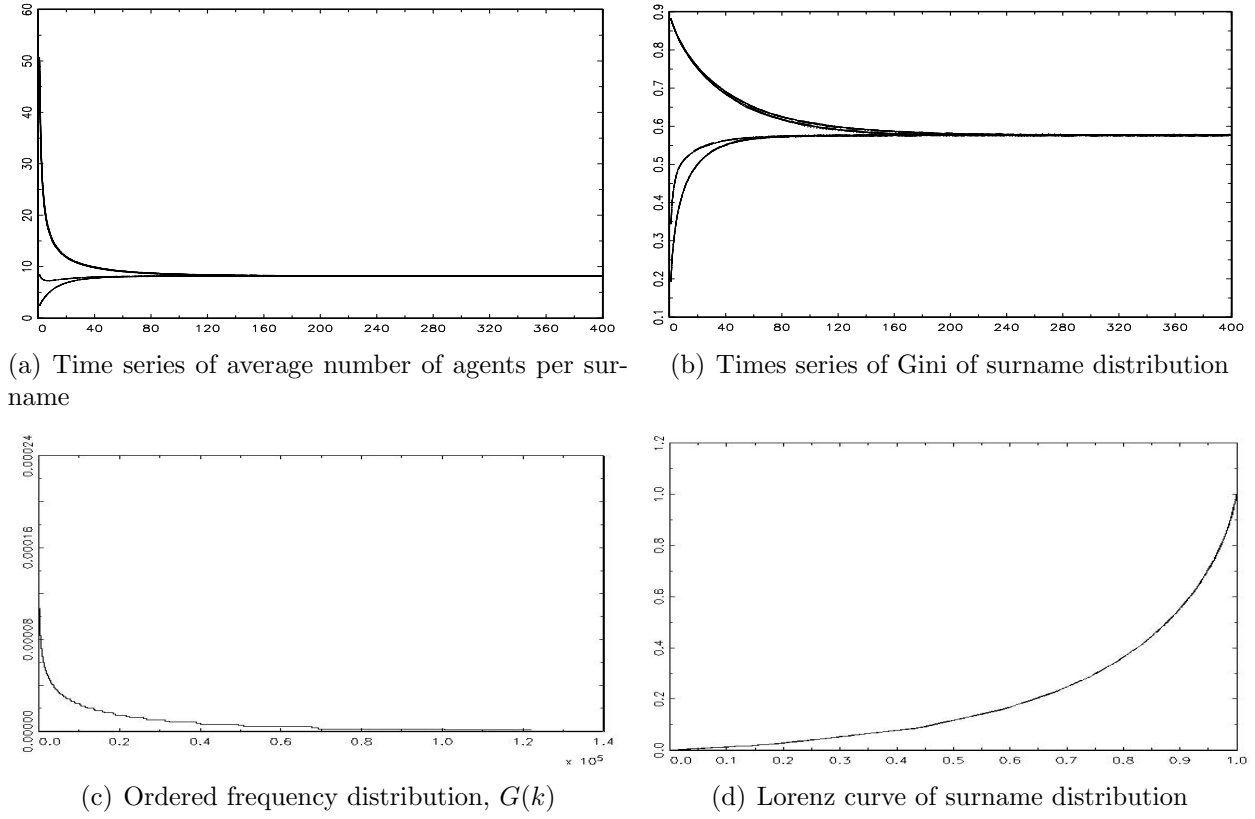 0 10 20 30 40 50 60
0 40 80 120 160 200 240 280 320 360 400
(a) Time series of average number of agents per sur-
name
0.1 0.2 0.3 0.4 0.5 0.6 0.7 0.8 0.9
0 40 80 120 160 200 240 280 320 360 400
(b) Times series of Gini of surname distribution
0.00000 0.00008 0.00016 0.00024
0.0 0.2 0.4 0.6 0.8 1.0 1.2 1.4
x 10⁵
(c) Ordered frequency distribution, G(k)
0.0 0.2 0.4 0.6 0.8 1.0 1.2
0.0 0.1 0.2 0.3 0.4 0.5 0.6 0.7 0.8 0.9 1.0
(d) Lorenz curve of surname distribution